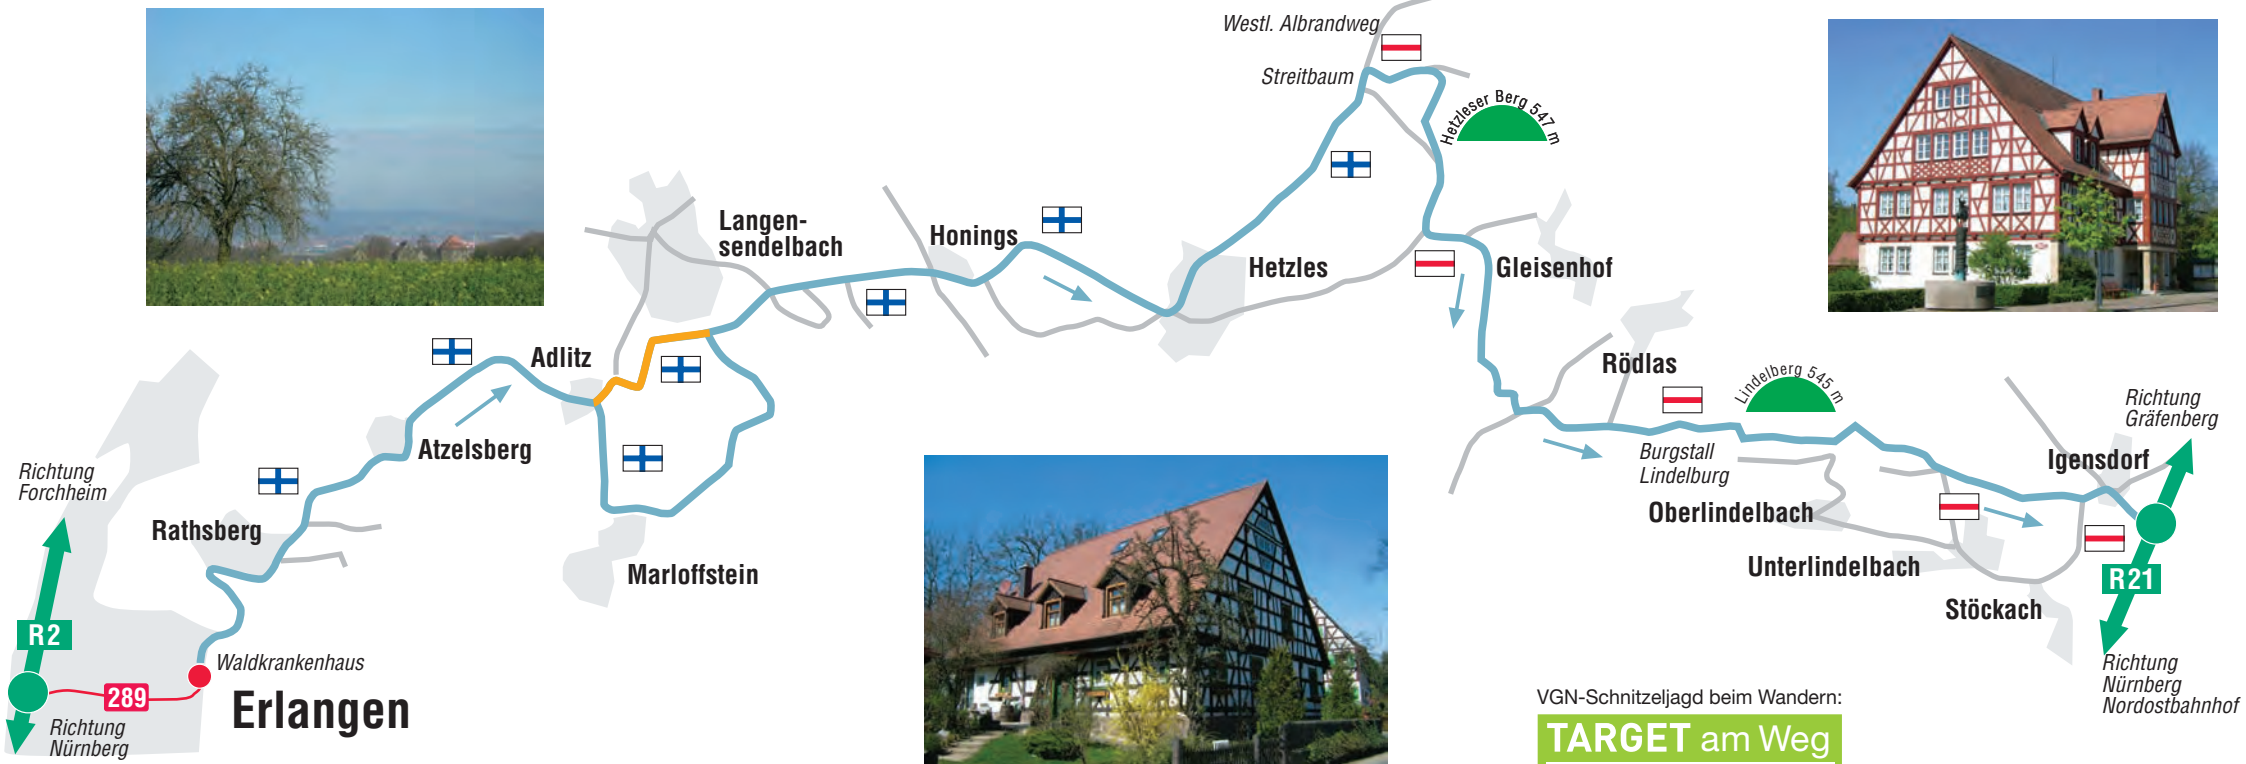 Westl. Albrandweg
Streitbaum
Hetzleser Berg 547 m
Langen-
sendelbach
Honings
Hetzles
Gleisenhof
Adlitz
Rödlas
Lindelberg 545 m
Richtung
Gräfenberg
Atzelsberg
Burgstall
Lindelburg
Igensdorf
Richtung
Forchheim
Rathsberg
Oberlindelbach
Marloffstein
Unterlindelbach
R21
Stöckach
R2
Waldkrankenhaus
289
Erlangen
Richtung
Nürnberg
Richtung
Nürnberg
Nordostbahnhof
VGN-Schnitzeljagd beim Wandern:
TARGET am Weg